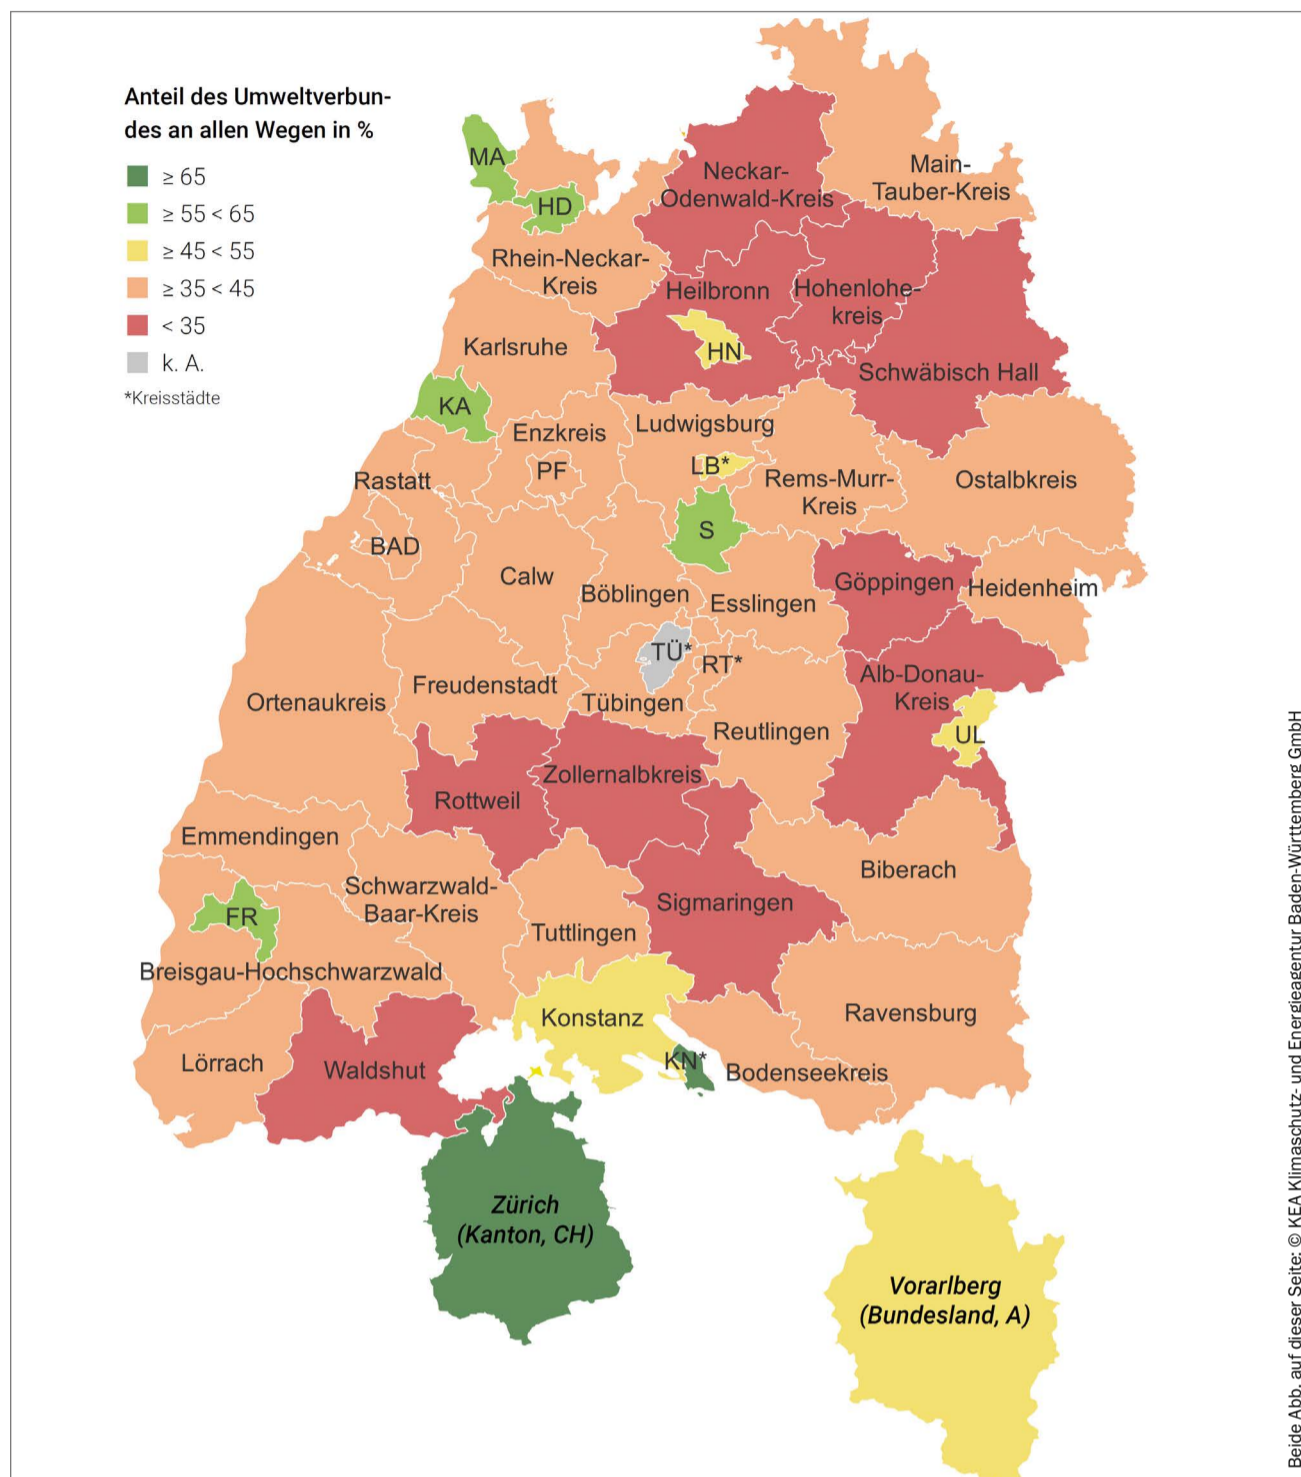 Anteil des Umweltverbun-
des an allen Wegen in %
≥ 65
≥ 55 < 65
≥ 45 < 55
≥ 35 < 45
< 35
k. A.
*Kreisstädte
MA
HD
Neckar-
Odenwald-Kreis
Main-
Tauber-Kreis
Rhein-Neckar-
Kreis
Heilbronn
Hohenlohe-
kreis
HN
Karlsruhe
Schwäbisch Hall
KA
Enzkreis
Ludwigsburg
PF
LB*
Rastatt
Rems-Murr-
Kreis
Ostalbkreis
S
BAD
Calw
Böblingen
Esslingen
Göppingen
Heidenheim
TÜ*
RT*
Alb-Donau-
Kreis
Ortenaukreis
Freudenstadt
Tübingen
Reutlingen
UL
Zollernalbkreis
Rottweil
Emmendingen
Biberach
Schwarzwald-
Baar-Kreis
Sigmaringen
FR
Tuttlingen
Breisgau-Hochschwarzwald
Konstanz
Ravensburg
Lörrach
Waldshut
KN*
Bodenseekreis
Zürich
(Kanton, CH)
Vorarlberg
(Bundesland, A)
Beide Abb. auf dieser Seite: © KEA Klimaschutz- und Energieagentur Baden-Württemberg GmbH